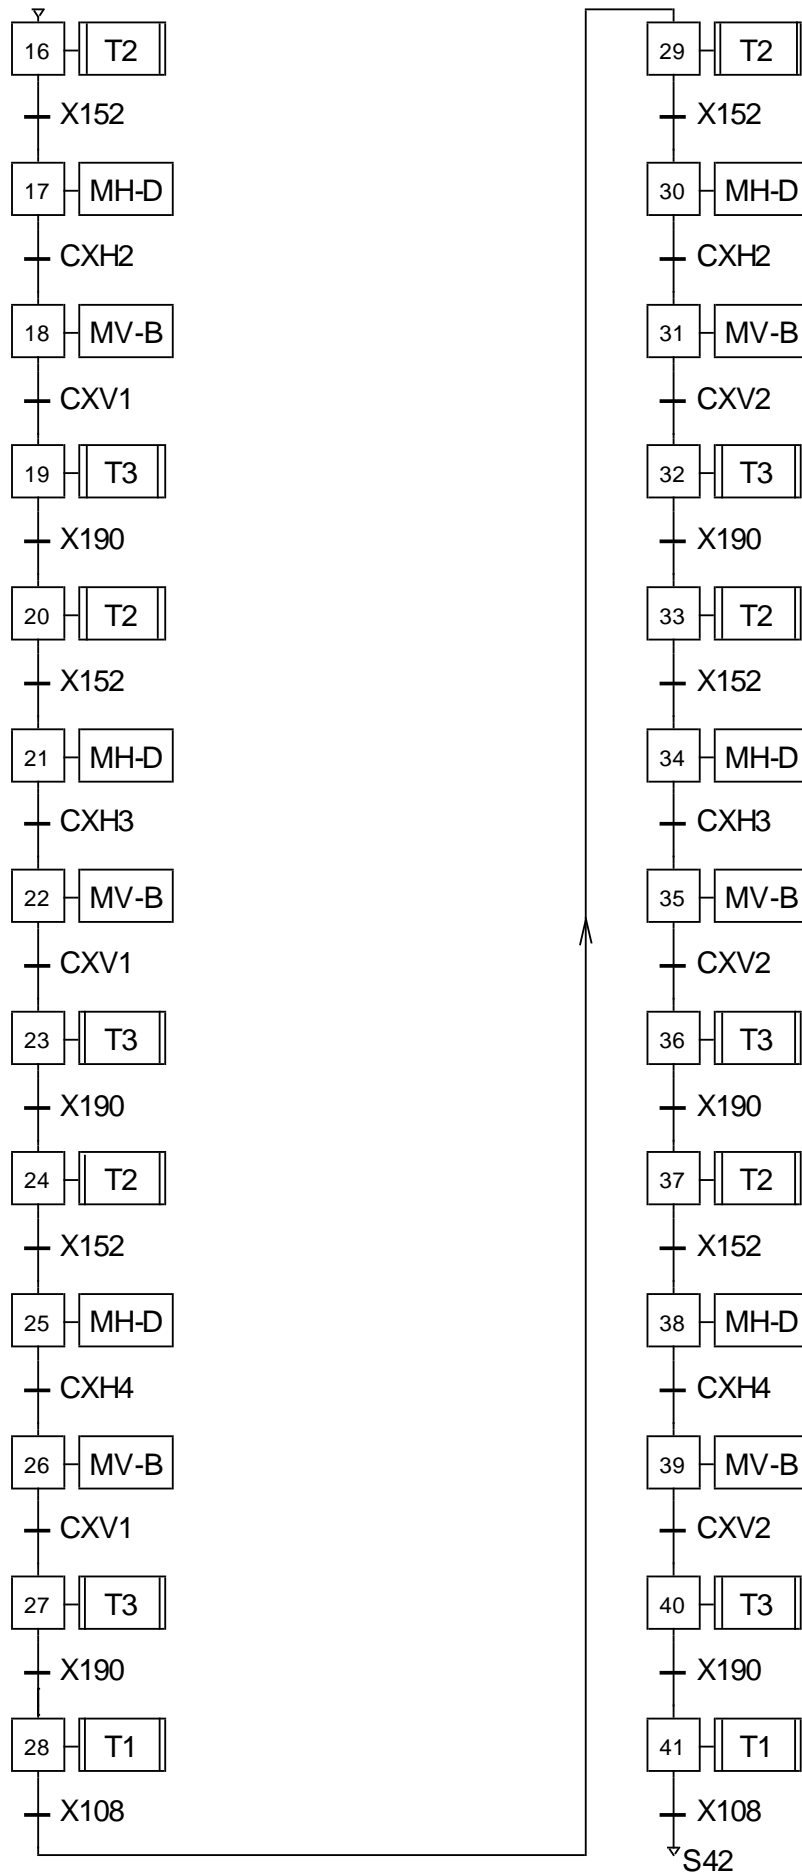 16 T2
X152
17 MH-D
CXH2
18 MV-B
CXV1
19 T3
X190
20 T2
X152
21 MH-D
CXH3
22 MV-B
CXV1
23 T3
X190
24 T2
X152
25 MH-D
CXH4
26 MV-B
CXV1
27 T3
X190
28 T1
X108
29 T2
X152
30 MH-D
CXH2
31 MV-B
CXV2
32 T3
X190
33 T2
X152
34 MH-D
CXH3
35 MV-B
CXV2
36 T3
X190
37 T2
X152
38 MH-D
CXH4
39 MV-B
CXV2
40 T3
X190
41 T1
X108
S42